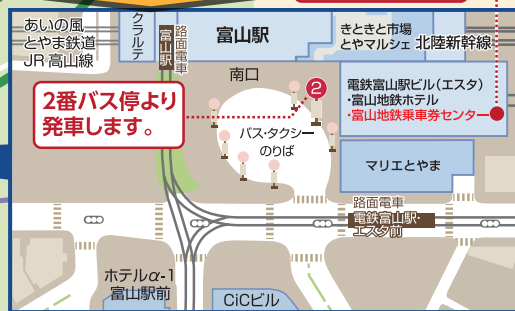 あいの風
とやま鉄道
JR 高山線
クラルテ
富山駅
路面電車
富山駅
きときと市場
とやマルシェ
北陸新幹線
南口
2番バス停より
発車します。
2
バス・タクシー
のりば
電鉄富山駅ビル(エスタ)
・富山地鉄ホテル
・富山地鉄乗車券センター
マリエとやま
路面電車
電鉄富山駅・
エスタ前
ホテルα-1
富山駅前
CiCビル